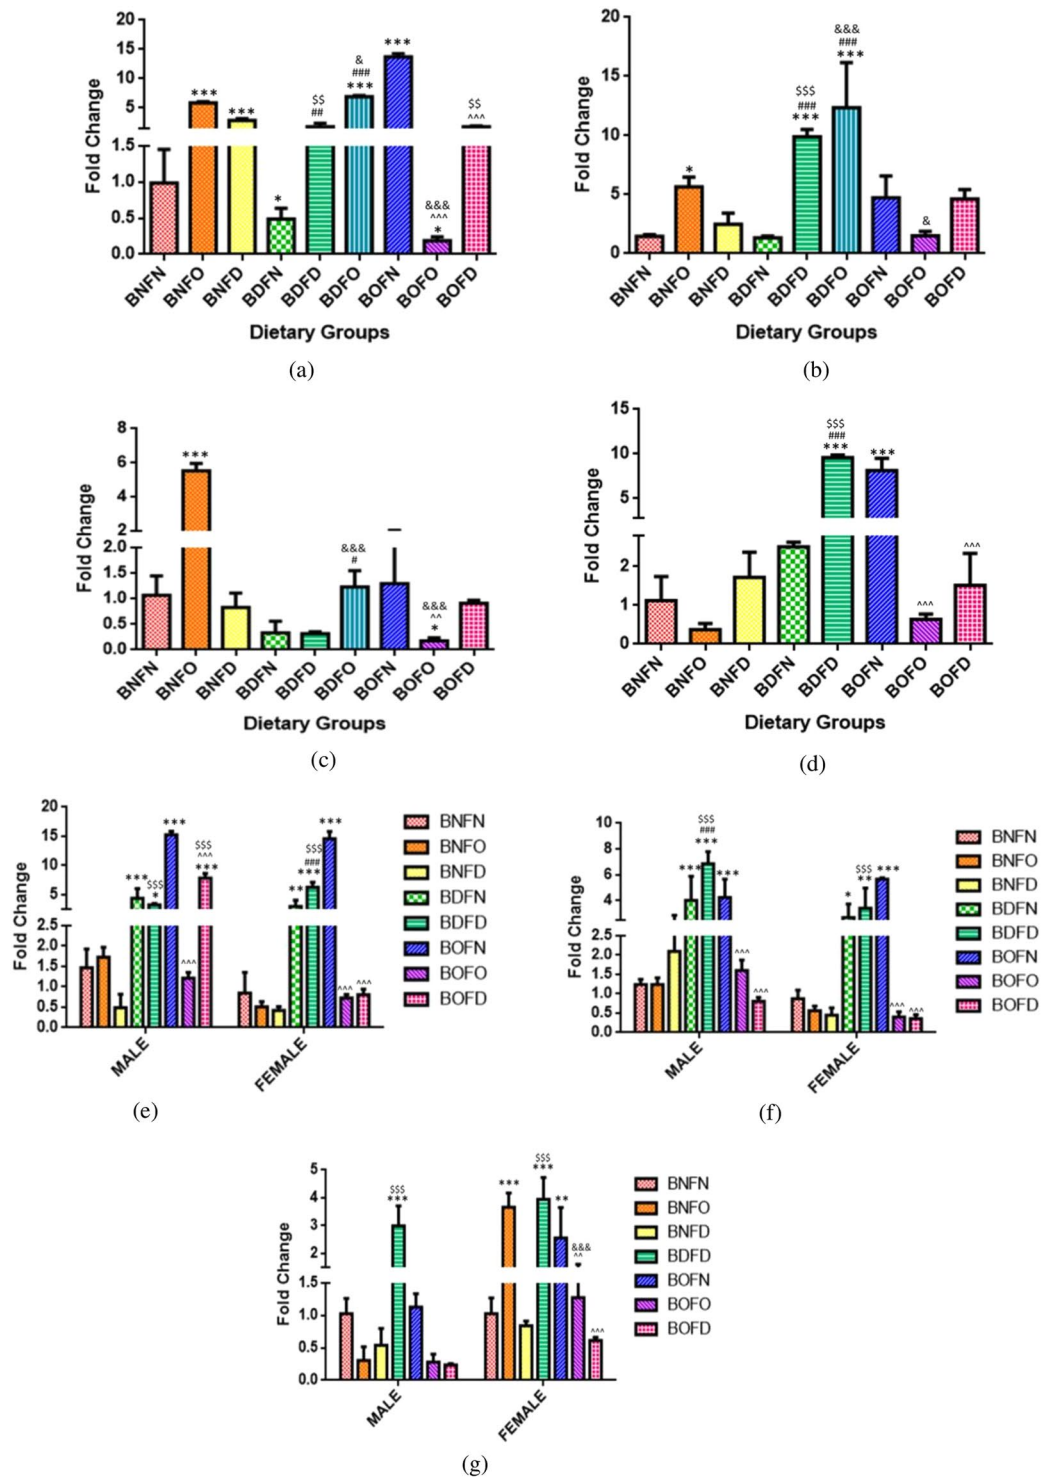 20
15
10
5
1.5
1.0
0.5
0.0
Fold Change
***
***
*
$$
##
&
###
***
***
&&&
^^^
*
$$
^^^
BNFN BNFO BNFD BDFN BDFD BDFO BOFN BOFO BOFD
Dietary Groups
(a)
20
15
10
5
0
Fold Change
*
$$$
###
***
&&&
###
***
&
BNFN BNFO BNFD BDFN BDFD BDFO BOFN BOFO BOFD
Dietary Groups
(b)
8
6
4
2
2.0
1.5
1.0
0.5
0.0
Fold Change
***
&&&
#
&&&
^^
*
BNFN BNFO BNFD BDFN BDFD BDFO BOFN BOFO BOFD
Dietary Groups
(c)
15
10
5
2
1
0
Fold Change
$$$
###
***
***
^^^
^^^
BNFN BNFO BNFD BDFN BDFD BOFN BOFO BOFD
Dietary Groups
(d)
20
15
10
5
2.5
2.0
1.5
1.0
0.5
0.0
Fold Change
***
$$$
*
***
^^^
$$$
^^^
***
**
$$$
###
***
***
^^^
^^^
MALE FEMALE
BNFN
BNFO
BNFD
BDFN
BDFD
BOFN
BOFO
BOFD
(e)
10
8
6
4
2.5
2.0
1.5
1.0
0.5
0.0
Fold Change
***
$$$
###
***
***
^^^
^^^
*
$$$
**
***
^^^
^^^
MALE FEMALE
BNFN
BNFO
BNFD
BDFN
BDFD
BOFN
BOFO
BOFD
(f)
5
4
3
2
1.5
1.0
0.5
0.0
Fold Change
$$$
***
***
$$$
***
**
&&&
^^
^^^
MALE FEMALE
BNFN
BNFO
BNFD
BDFD
BOFN
BOFO
BOFD
(g)